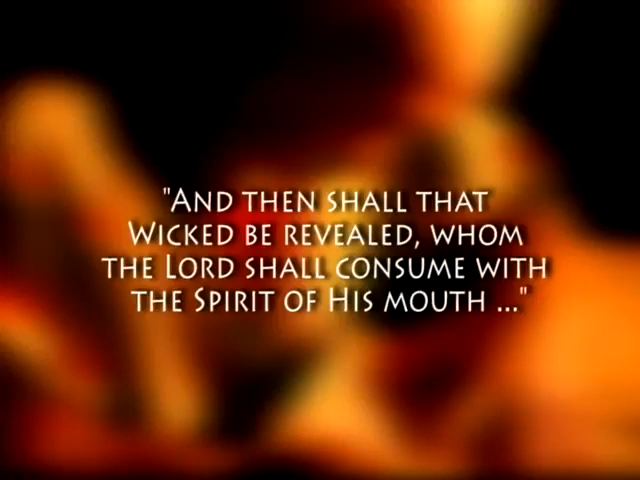 "And then shall that
Wicked be revealed, whom
the Lord shall consume with
the Spirit of His mouth ..."